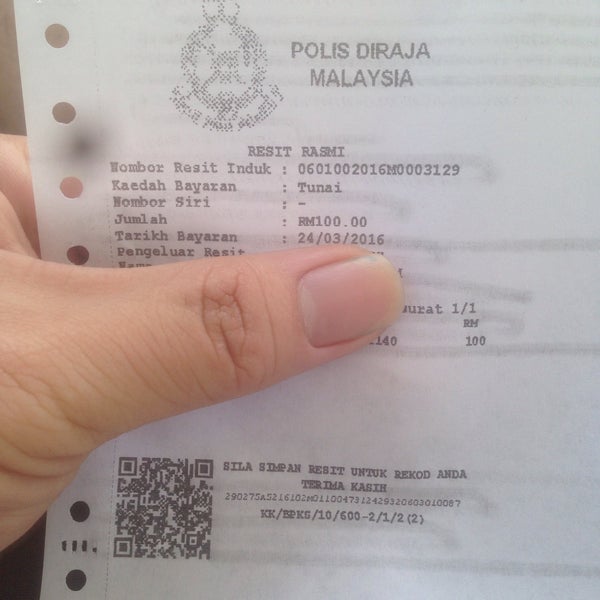 POLIS DIRAJA
MALAYSIA
RESIT RASMI
Nombor Resit Induk : 0601002016M0003129
Kaedah Bayaran : Tunai
Nombor Siri : -
Jumlah : RM100.00
Tarikh Bayaran : 24/03/2016
Pengeluar Resit
1/1
RM
100
SILA SIMPAN RESIT UNTUK REKOD ANDA
TERIMA KASIH
KK/BPKS/10/600-2/1/2(2)